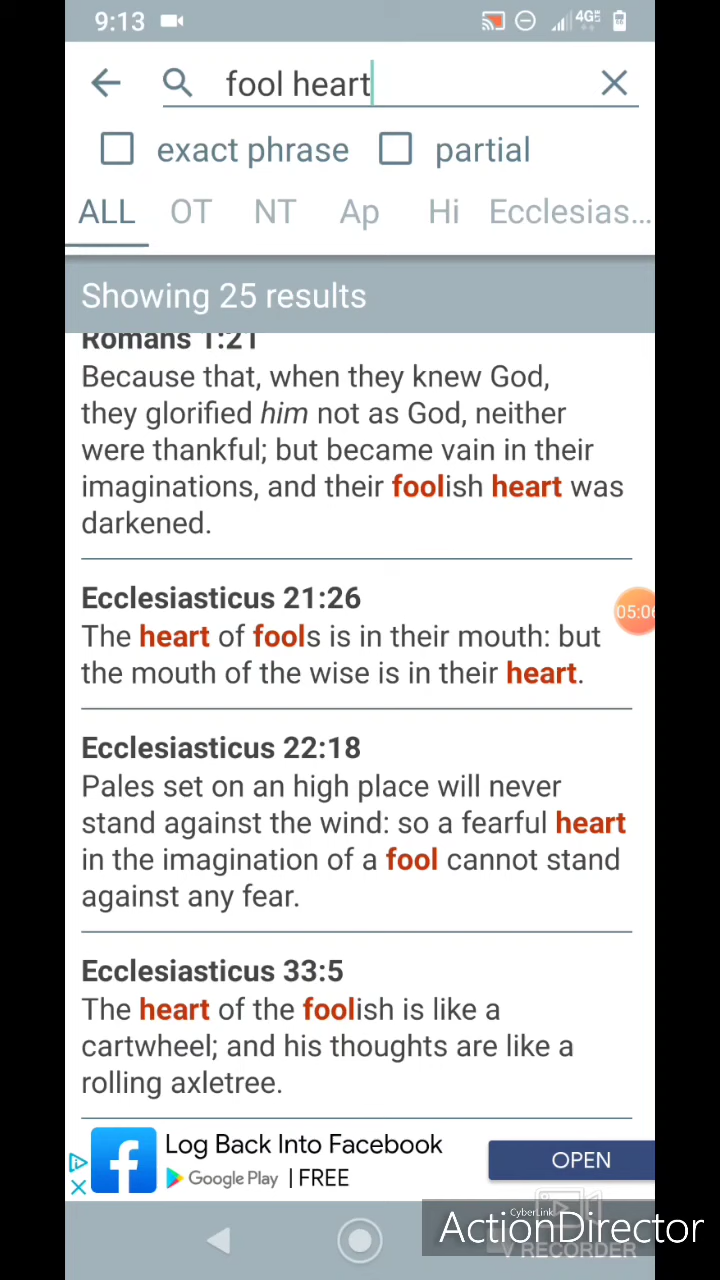 9:13 4GE
fool heart
exact phrase partial
ALL OT NT Ap Hi Ecclesias...
Showing 25 results
Romans 1:21
Because that, when they knew God,
they glorified him not as God, neither
were thankful; but became vain in their
imaginations, and their foolish heart was
darkened.
Ecclesiasticus 21:26
05:06
The heart of fools is in their mouth: but
the mouth of the wise is in their heart.
Ecclesiasticus 22:18
Pales set on an high place will never
stand against the wind: so a fearful heart
in the imagination of a fool cannot stand
against any fear.
Ecclesiasticus 33:5
The heart of the foolish is like a
cartwheel; and his thoughts are like a
rolling axletree.
Log Back Into Facebook
Google Play | FREE
OPEN
CyberLink
ActionDirector
V RECORDER